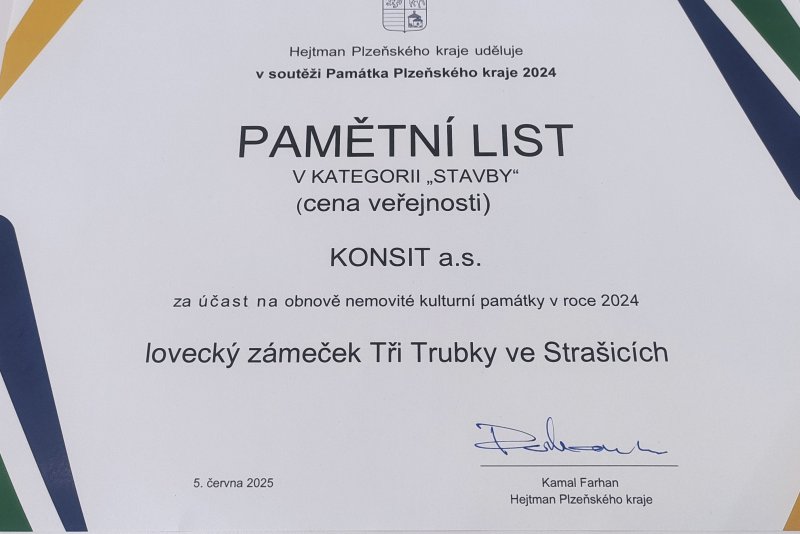 Hejtman Plzeňského kraje uděluje
v soutěži Památka Plzeňského kraje 2024
PAMĚTNÍ LIST
V KATEGORII „STAVBY“
(cena veřejnosti)
KONSIT a.s.
za účast na obnově nemovité kulturní památky v roce 2024
lovecký zámeček Tři Trubky ve Strašicích
5. června 2025
Kamal Farhan
Hejtman Plzeňského kraje